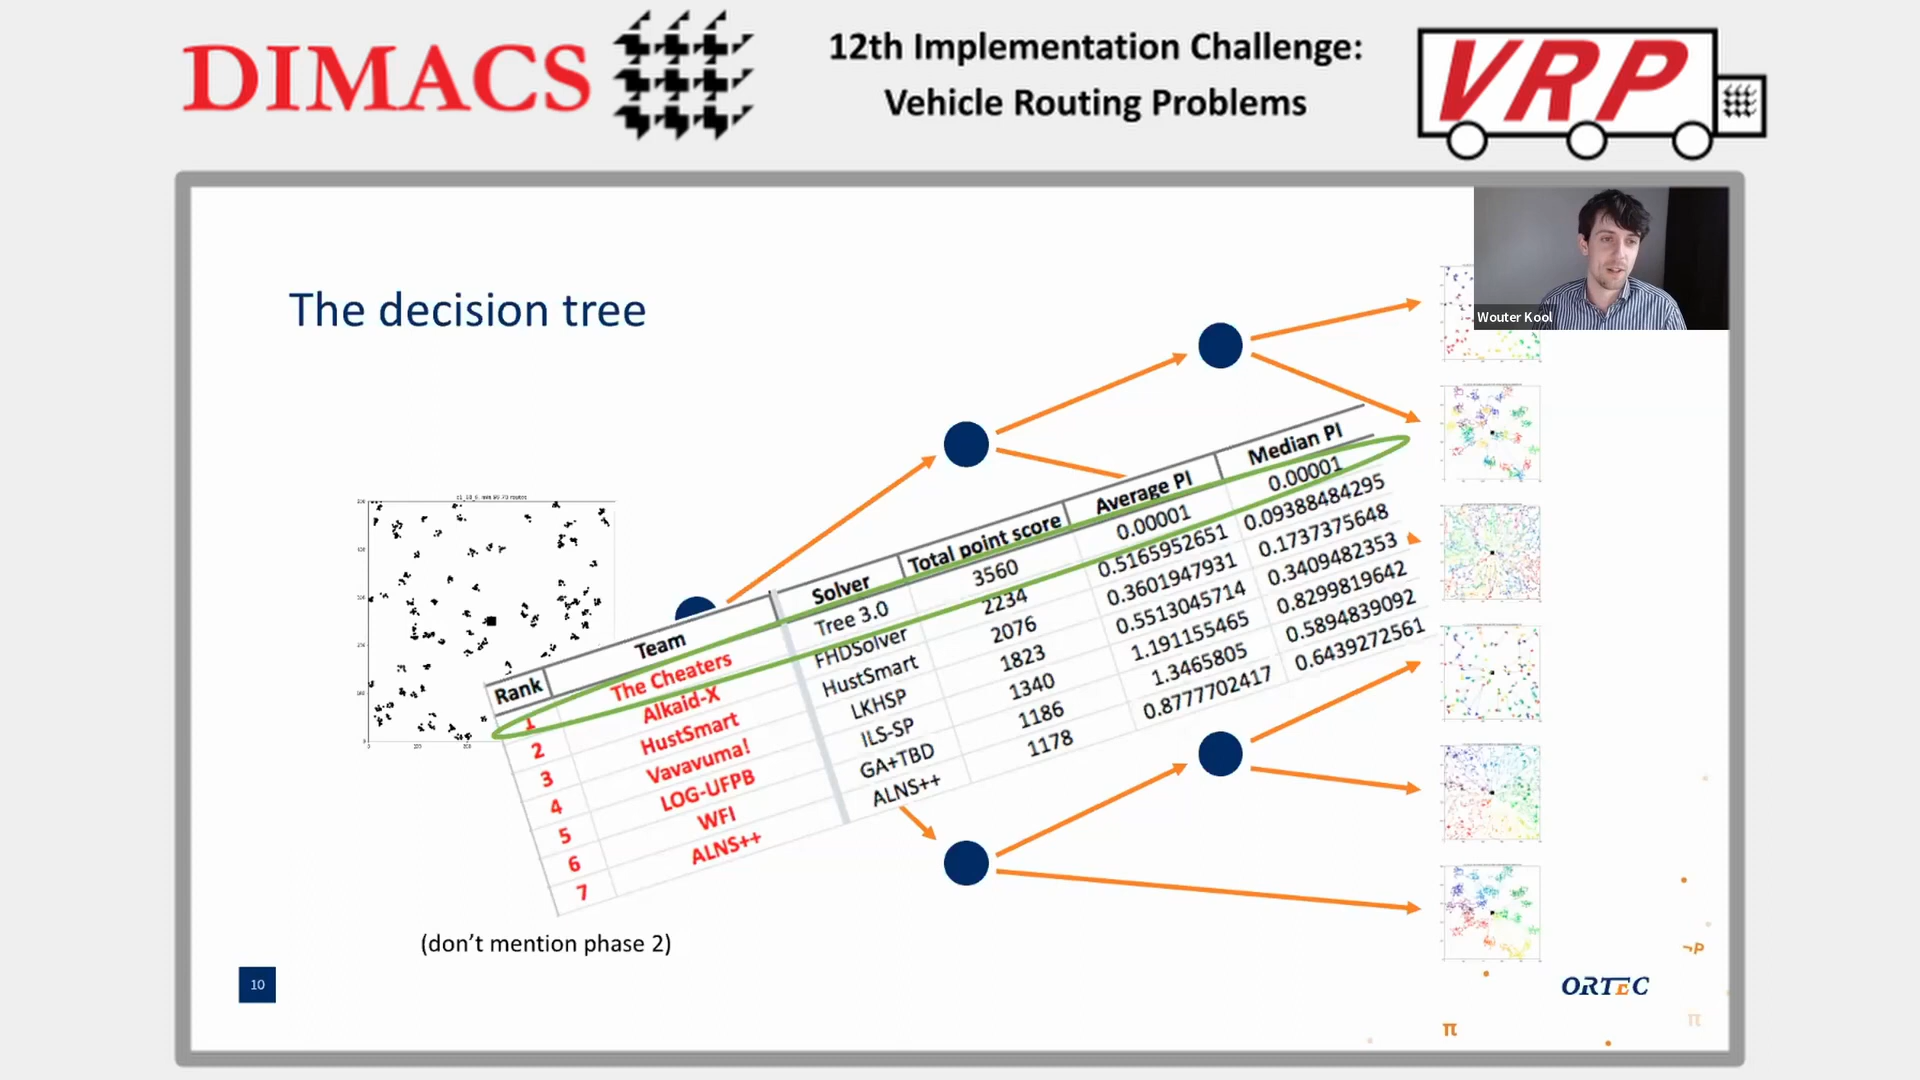 DIMACS
12th Implementation Challenge:
Vehicle Routing Problems
VRP
Wouter Kool
The decision tree
Rank Team Solver Total point score Average PI Median PI
1 The Cheaters Tree 3.0 3560 0.00001 0.00001
2 Alkaid-X FHDSolver 2234 0.5165952651 0.09388484295
3 HustSmart HustSmart 2076 0.3601947931 0.1737375648
4 Vavavuma! LKHSP 1823 0.5513045714 0.3409482353
5 LOG-UFPB ILS-SP 1340 1.191155465 0.8299819642
6 WFI GA+TBD 1186 1.3465805 0.5894839092
7 ALNS++ ALNS++ 1178 0.8777702417 0.6439272561
(don't mention phase 2)
10
ORTEC
¬P
π
π